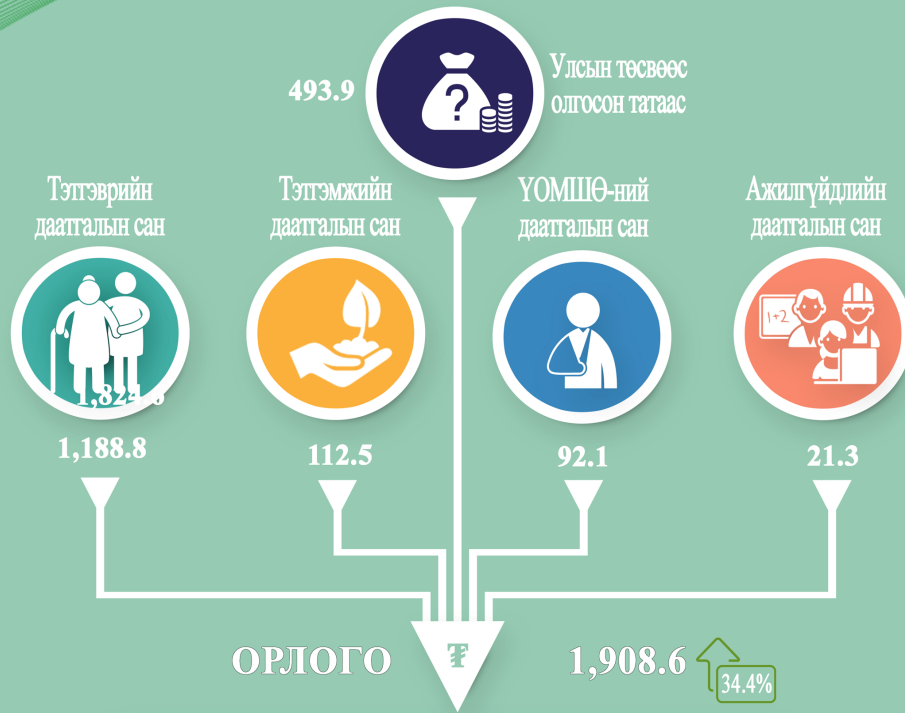 493.9
Улсын төсвөөс
олгосон татаас
?
Тэтгэврийн
даатгалын сан
Тэтгэмжийн
даатгалын сан
ҮОМШӨ-ний
даатгалын сан
Ажилгүйдлийн
даатгалын сан
1+2
1,188.8
112.5
92.1
21.3
ОРЛОГО
₮
1,908.6
34.4%